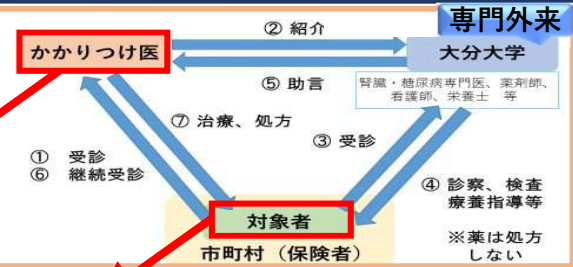 専門外来
② 紹介
かかりつけ医
大分大学
⑤ 助言
腎臓・糖尿病専門医、薬剤師、
看護師、栄養士 等
⑦ 治療、処方
③ 受診
① 受診
⑥ 継続受診
④ 診察、検査
療養指導等
対象者
※薬は処方
しない
市町村（保険者）